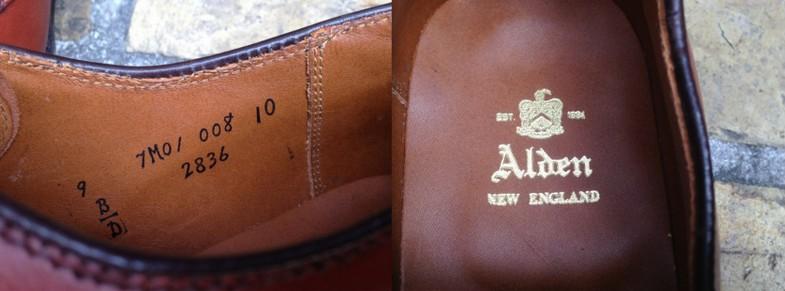 7M01 008 10
2836
9
B
D
EST. 1884
Alden
NEW ENGLAND